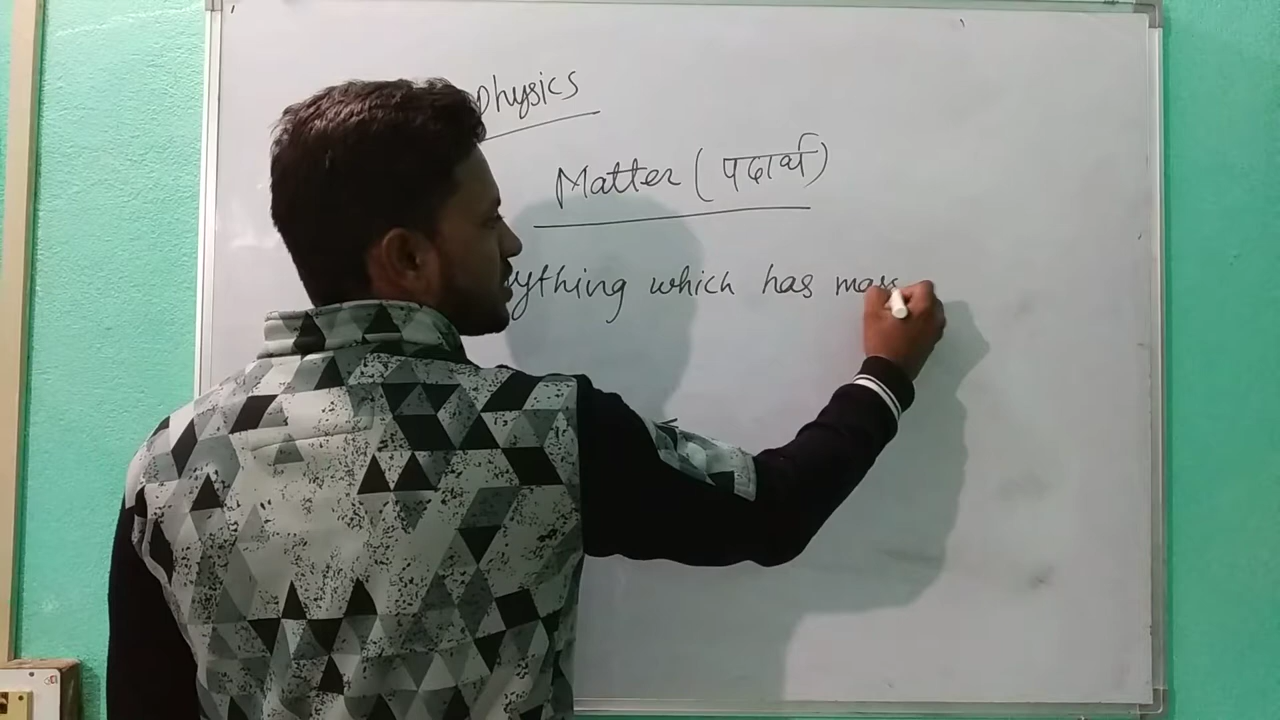 physics
Matter (पदार्थ)
ything which has mass